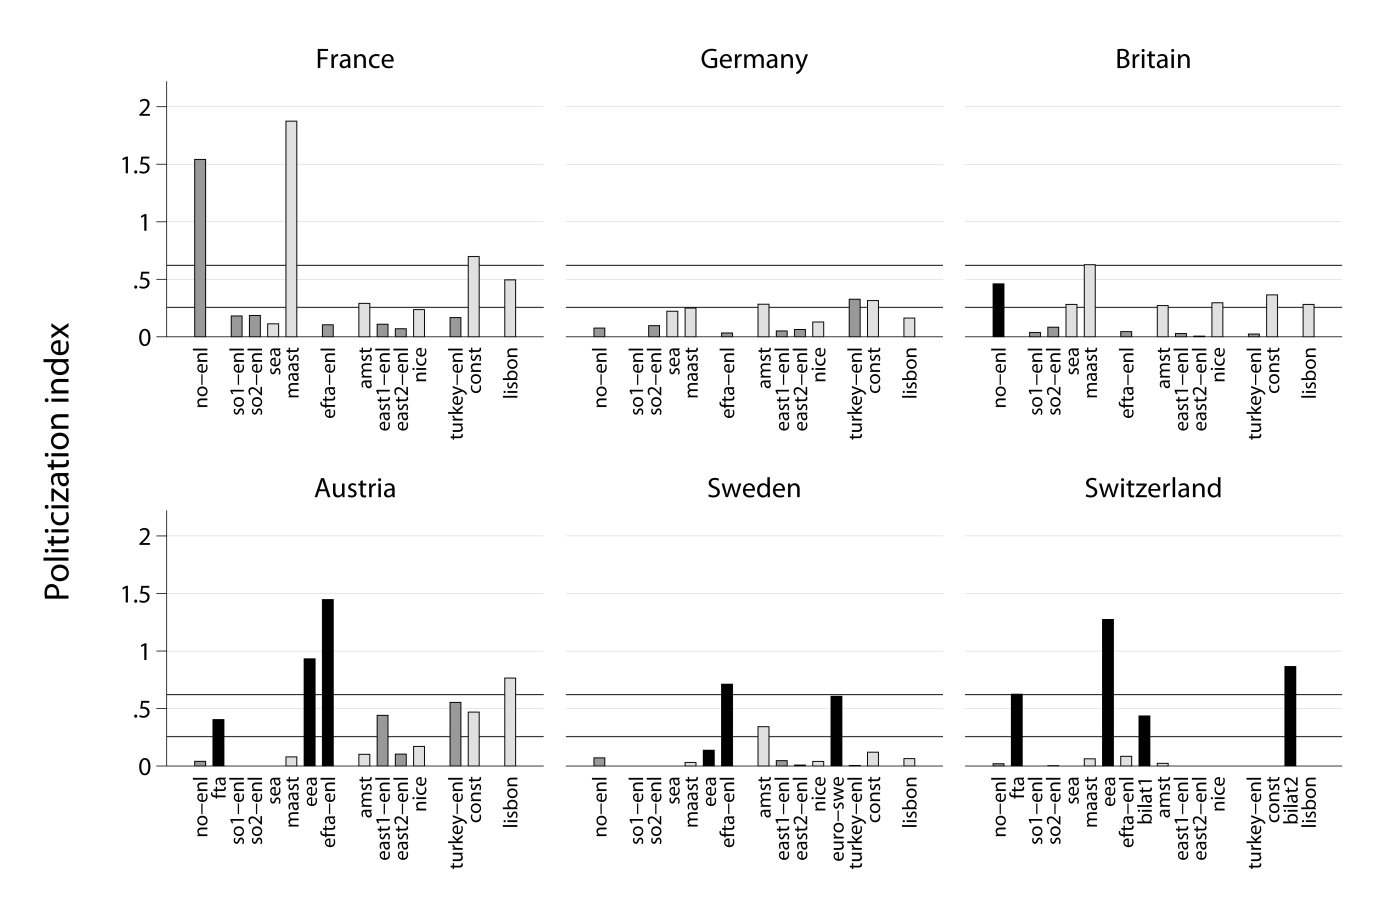 France Germany Britain
2
1.5
1
.5
0
no−enl so1−enl so2−enl sea maast efta−enl amst east1−enl east2−enl nice turkey−enl const lisbon
no−enl so1−enl so2−enl sea maast efta−enl amst east1−enl east2−enl nice turkey−enl const lisbon
no−enl so1−enl so2−enl sea maast efta−enl amst east1−enl east2−enl nice turkey−enl const lisbon
Politicization index
Austria Sweden Switzerland
2
1.5
1
.5
0
no−enl fta so1−enl so2−enl sea maast eea efta−enl amst east1−enl east2−enl nice turkey−enl const lisbon
no−enl so1−enl so2−enl sea maast eea efta−enl amst east1−enl east2−enl nice euro−swe turkey−enl const lisbon
no−enl fta so1−enl so2−enl sea maast eea efta−enl bilat1 amst east1−enl east2−enl nice turkey−enl const bilat2 lisbon